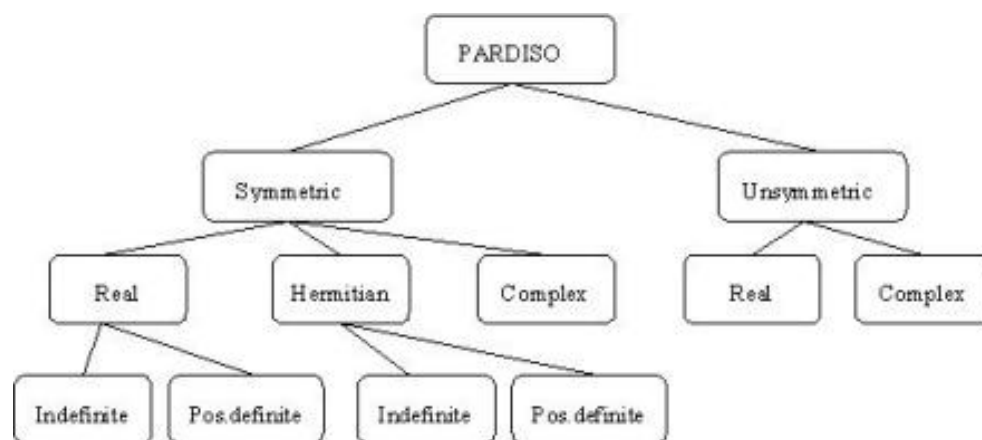 PARDISO
Symmetric
Unsymmetric
Real
Hermitian
Complex
Real
Complex
Indefinite
Pos.definite
Indefinite
Pos.definite